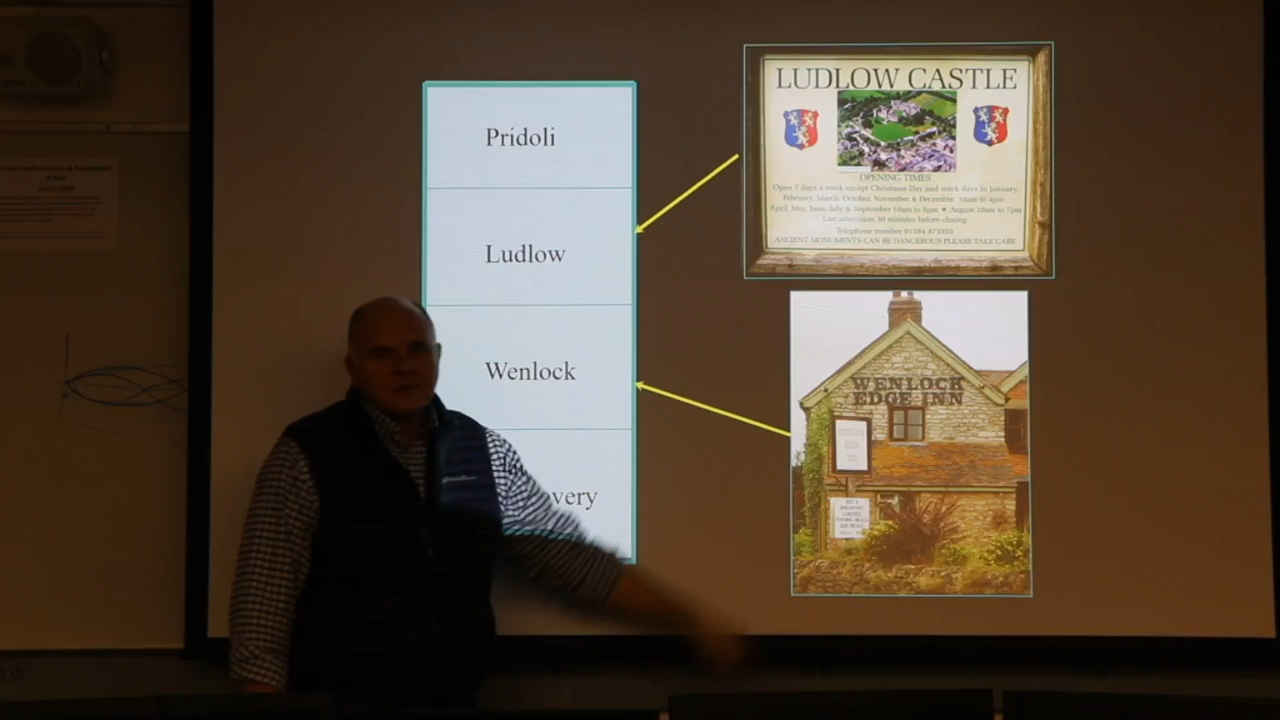 Pridoli
Ludlow
Wenlock
very
LUDLOW CASTLE
OPENING TIMES
Open 7 days a week except Christmas Day and week days in January,
February, March, October, November & December 10am to 4pm
April, May, June, July & September 10am to 5pm • August 10am to 7pm
Last admission 30 minutes before closing
Telephone number 01584 873355
ANCIENT MONUMENTS CAN BE DANGEROUS PLEASE TAKE CARE
WENLOCK
EDGE INN